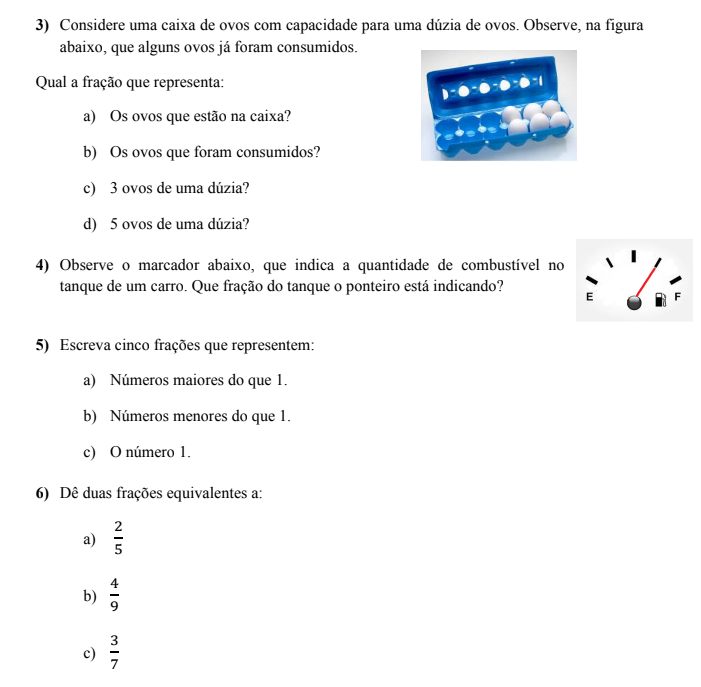 3) Considere uma caixa de ovos com capacidade para uma dúzia de ovos. Observe, na figura
abaixo, que alguns ovos já foram consumidos.
Qual a fração que representa:
a) Os ovos que estão na caixa?
b) Os ovos que foram consumidos?
c) 3 ovos de uma dúzia?
d) 5 ovos de uma dúzia?
4) Observe o marcador abaixo, que indica a quantidade de combustível no
tanque de um carro. Que fração do tanque o ponteiro está indicando?
E F
5) Escreva cinco frações que representem:
a) Números maiores do que 1.
b) Números menores do que 1.
c) O número 1.
6) Dê duas frações equivalentes a:
a) 2/5
b) 4/9
c) 3/7